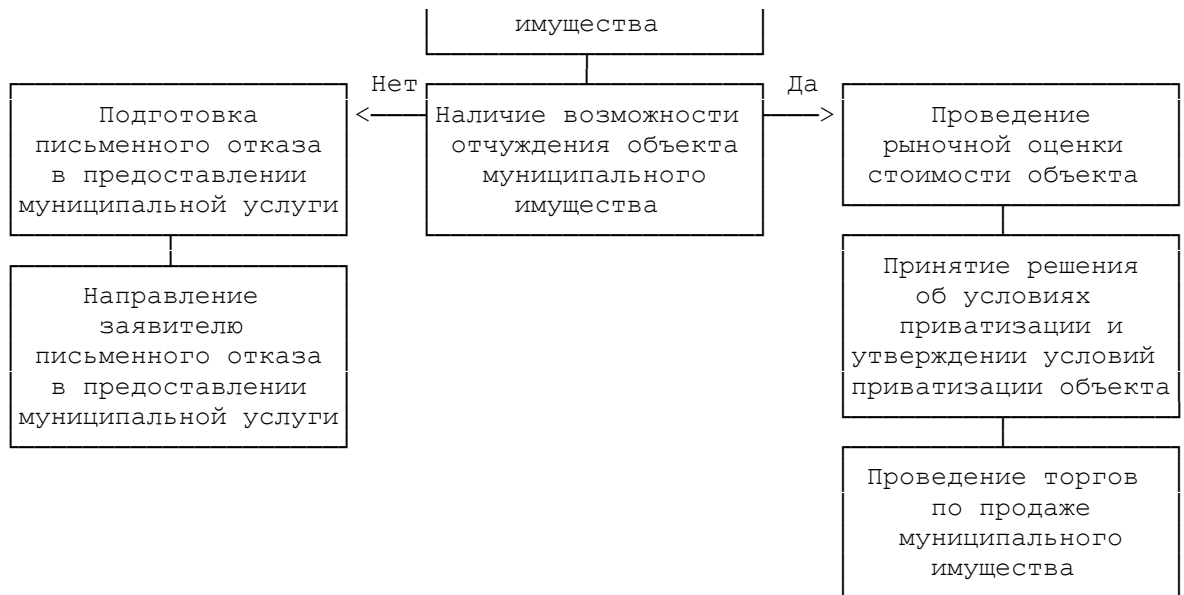 имущества
Нет
Да
Подготовка
письменного отказа
в предоставлении
муниципальной услуги
Наличие возможности
отчуждения объекта
муниципального
имущества
Проведение
рыночной оценки
стоимости объекта
Направление
заявителю
письменного отказа
в предоставлении
муниципальной услуги
Принятие решения
об условиях
приватизации и
утверждении условий
приватизации объекта
Проведение торгов
по продаже
муниципального
имущества